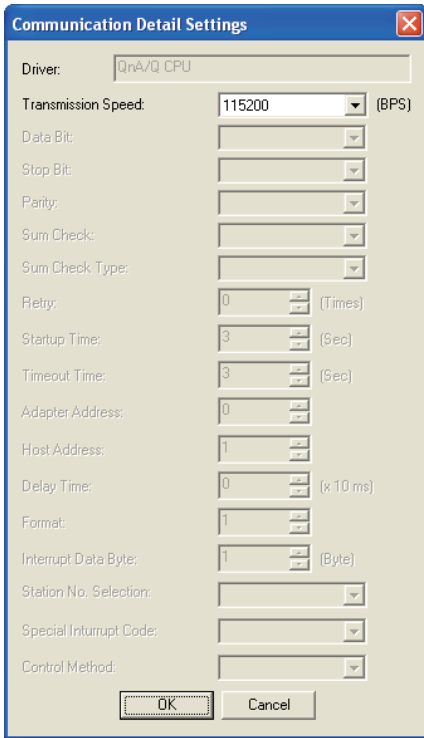 Communication Detail Settings
Driver: QnA/Q CPU
Transmission Speed: 115200 (BPS)
Data Bit:
Stop Bit:
Parity:
Sum Check:
Sum Check Type:
Retry: 0 (Times)
Startup Time: 3 (Sec)
Timeout Time: 3 (Sec)
Adapter Address: 0
Host Address: 1
Delay Time: 0 (x 10 ms)
Format: 1
Interrupt Data Byte: 1 (Byte)
Station No. Selection:
Special Inturrupt Code:
Control Method:
OK Cancel